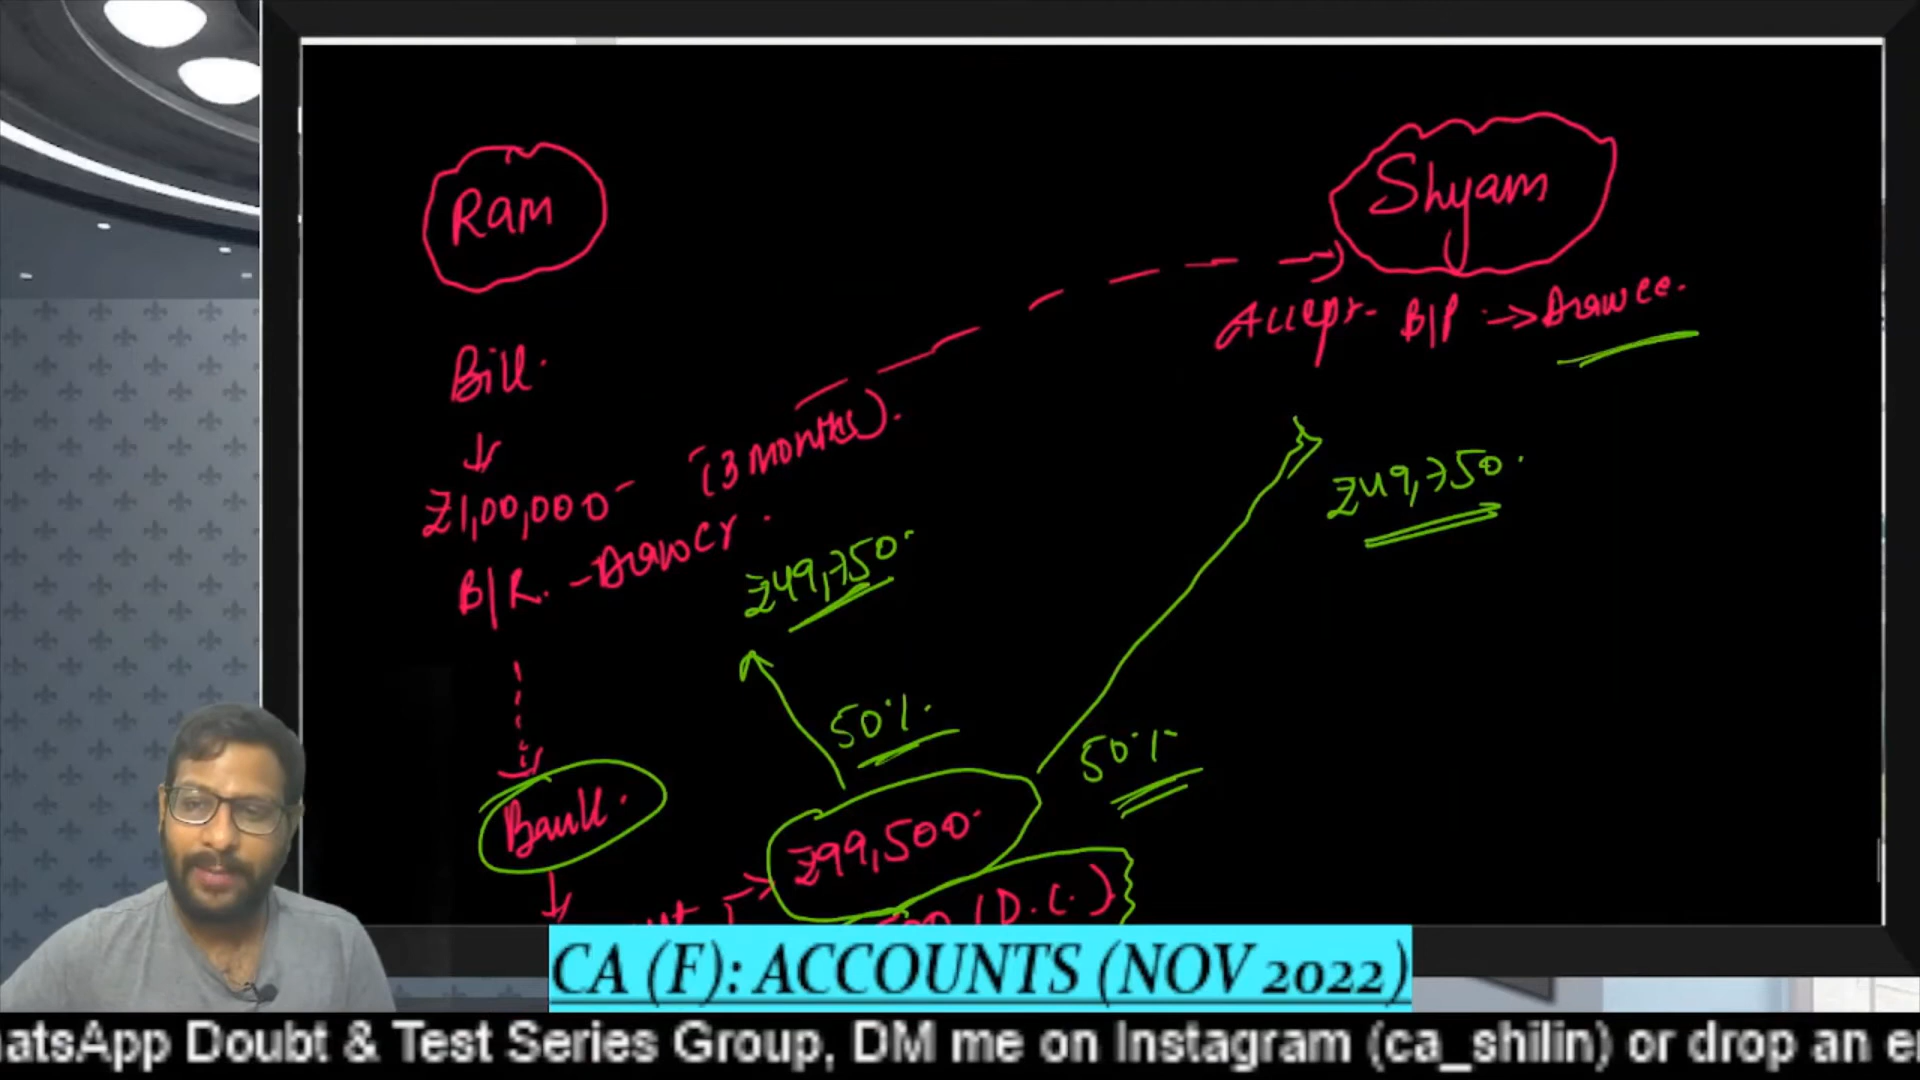 Ram
Shyam
Accept- B/P → Drawee.
Bill.
(3 months).
₹1,00,000
B/R. - Drawer.
₹49,750.
₹49,750.
50%.
50%
Bank.
₹99,500.
(D.C.)
CA (F): ACCOUNTS (NOV 2022)
hatsApp Doubt & Test Series Group, DM me on Instagram (ca_shilin) or drop an e